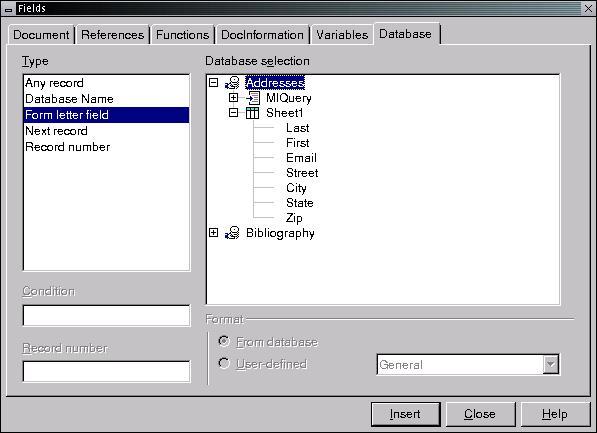 Fields
Document References Functions DocInformation Variables Database
Type
Any record
Database Name
Form letter field
Next record
Record number
Condition
Record number
Database selection
Addresses
MIQuery
Sheet1
Last
First
Email
Street
City
State
Zip
Bibliography
Format
From database
User-defined General
Insert Close Help